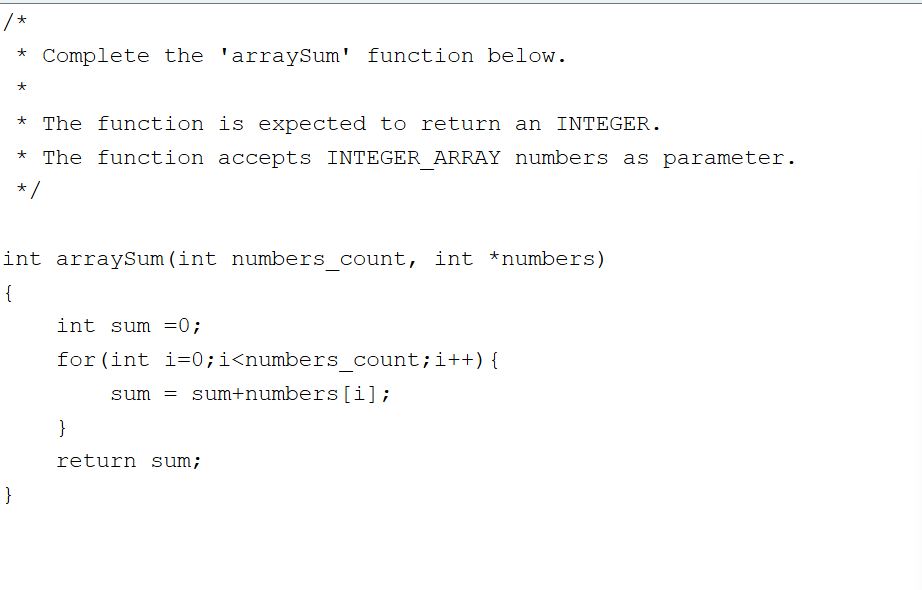 /*
 * Complete the 'arraySum' function below.
 *
 * The function is expected to return an INTEGER.
 * The function accepts INTEGER_ARRAY numbers as parameter.
 */

int arraySum(int numbers_count, int *numbers)
{
    int sum =0;
    for(int i=0;i<numbers_count;i++){
        sum = sum+numbers[i];
    }
    return sum;
}